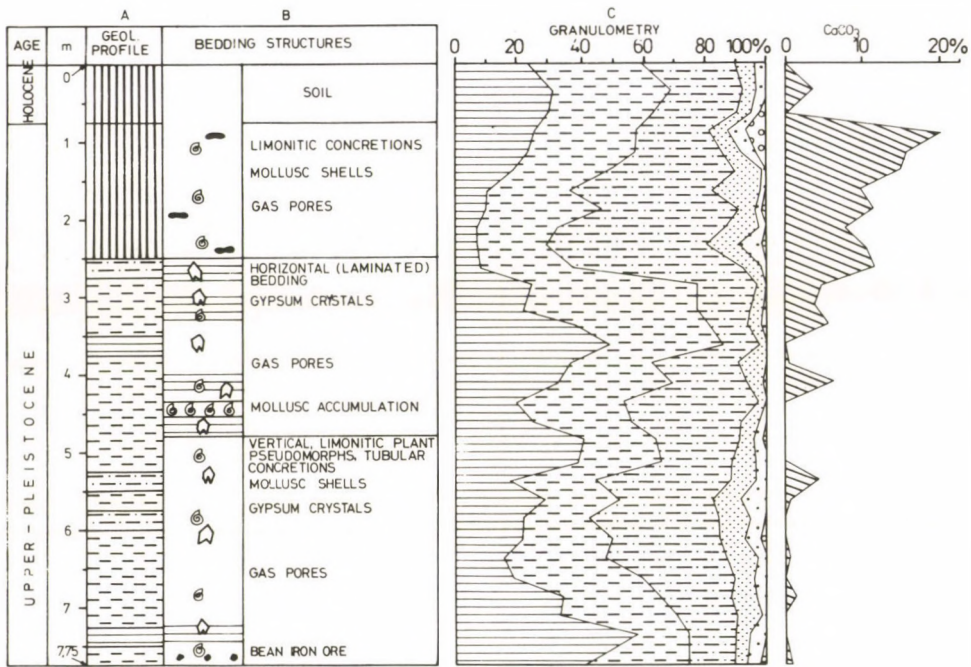 A
B
C
AGE
m
GEOL.
PROFILE
BEDDING STRUCTURES
GRANULOMETRY
0 20 40 60 80 100%
CaCO3
0 10 20%
HOLOCENE
UPPER - PLEISTOCENE
0
1
2
3
4
5
6
7
7,75
SOIL
LIMONITIC CONCRETIONS
MOLLUSC SHELLS
GAS PORES
HORIZONTAL (LAMINATED)
BEDDING
GYPSUM CRYSTALS
GAS PORES
MOLLUSC ACCUMULATION
VERTICAL, LIMONITIC PLANT
PSEUDOMORPHS, TUBULAR
CONCRETIONS
MOLLUSC SHELLS
GYPSUM CRYSTALS
GAS PORES
BEAN IRON ORE